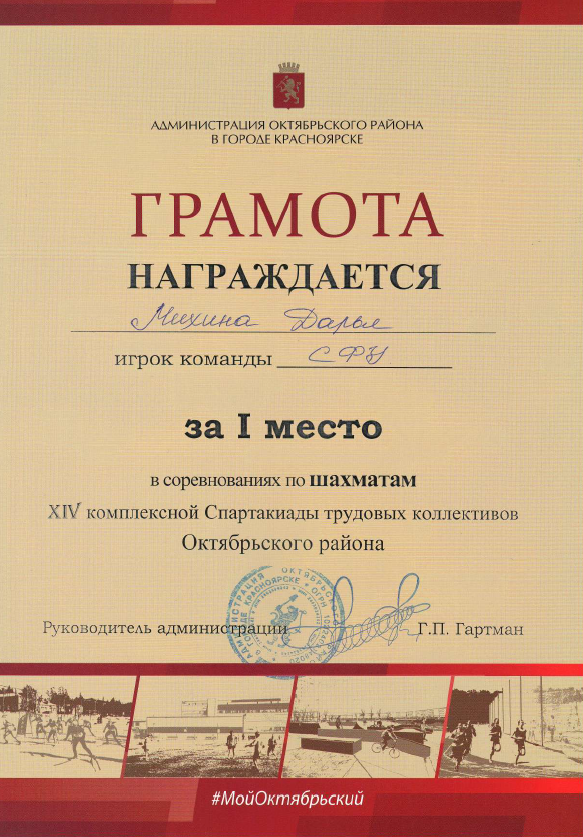 АДМИНИСТРАЦИЯ ОКТЯБРЬСКОГО РАЙОНА
В ГОРОДЕ КРАСНОЯРСКЕ
ГРАМОТА
НАГРАЖДАЕТСЯ
Михина Дарья
игрок команды СФУ
за I место
в соревнованиях по шахматам
XIV комплексной Спартакиады трудовых коллективов
Октябрьского района
Руководитель администрации Г.П. Гартман
#МойОктябрьский